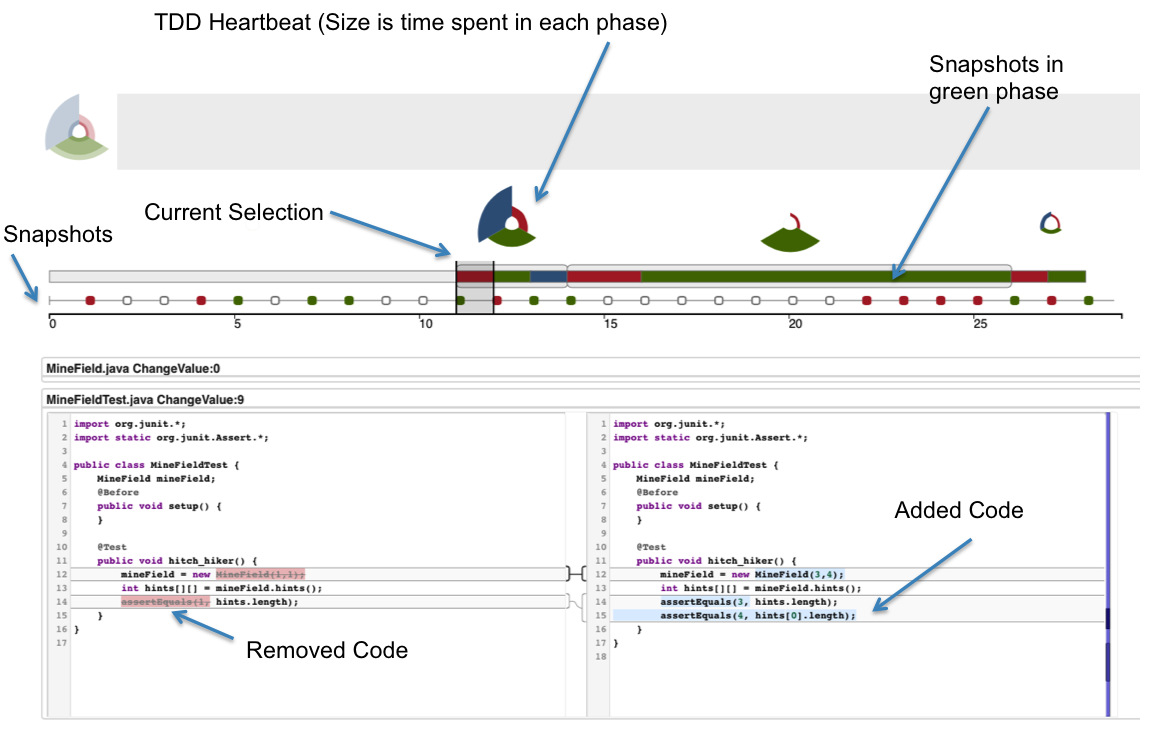 TDD Heartbeat (Size is time spent in each phase)
Snapshots in
green phase
Current Selection
Snapshots
0 5 10 15 20 25
MineField.java ChangeValue:0
MineFieldTest.java ChangeValue:9
1 import org.junit.*;
2 import static org.junit.Assert.*;
3
4 public class MineFieldTest {
5 MineField mineField;
6 @Before
7 public void setup() {
8 }
9
10 @Test
11 public void hitch_hiker() {
12 mineField = new MineField(1,1);
13 int hints[][] = mineField.hints();
14 assertEquals(1, hints.length);
15 }
16 }
17
Removed Code
1 import org.junit.*;
2 import static org.junit.Assert.*;
3
4 public class MineFieldTest {
5 MineField mineField;
6 @Before
7 public void setup() {
8 }
9
10 @Test
11 public void hitch_hiker() {
12 mineField = new MineField(3,4);
13 int hints[][] = mineField.hints();
14 assertEquals(3, hints.length);
15 assertEquals(4, hints[0].length);
16 }
17 }
18
Added Code